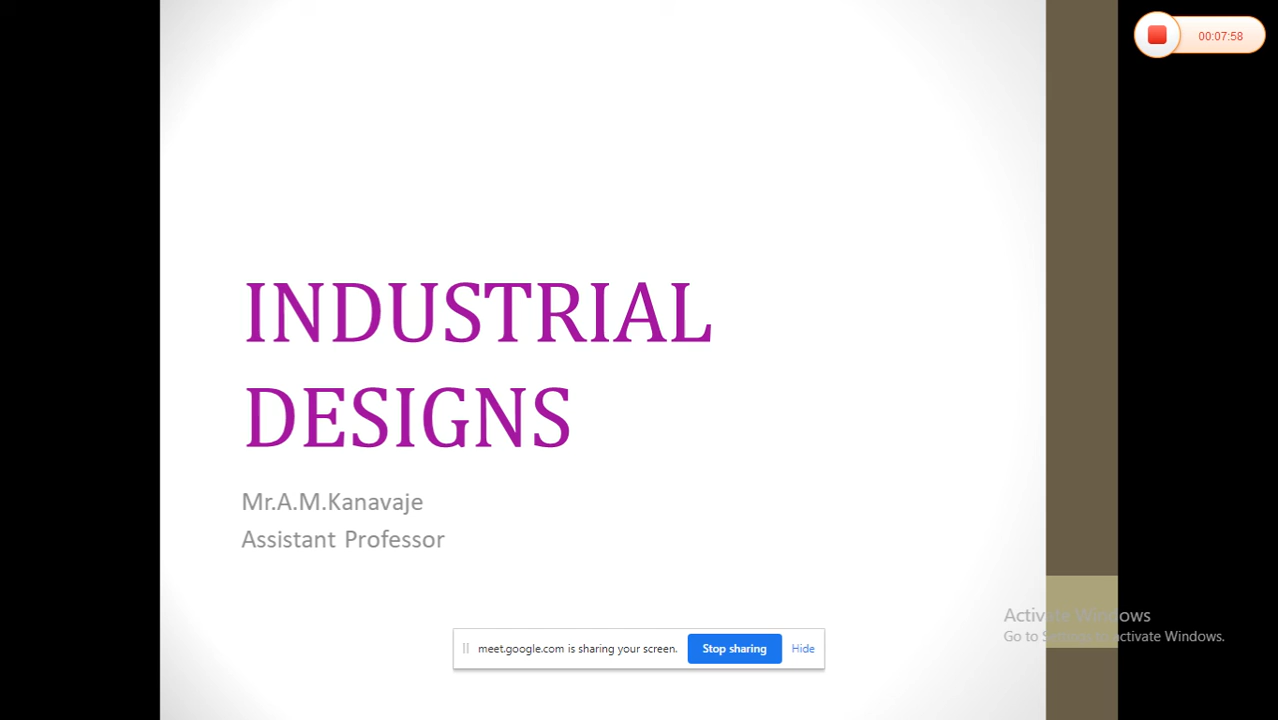 00:07:58
INDUSTRIAL
DESIGNS
Mr.A.M.Kanavaje
Assistant Professor
Activate Windows
Go to Settings to activate Windows.
meet.google.com is sharing your screen.
Stop sharing
Hide